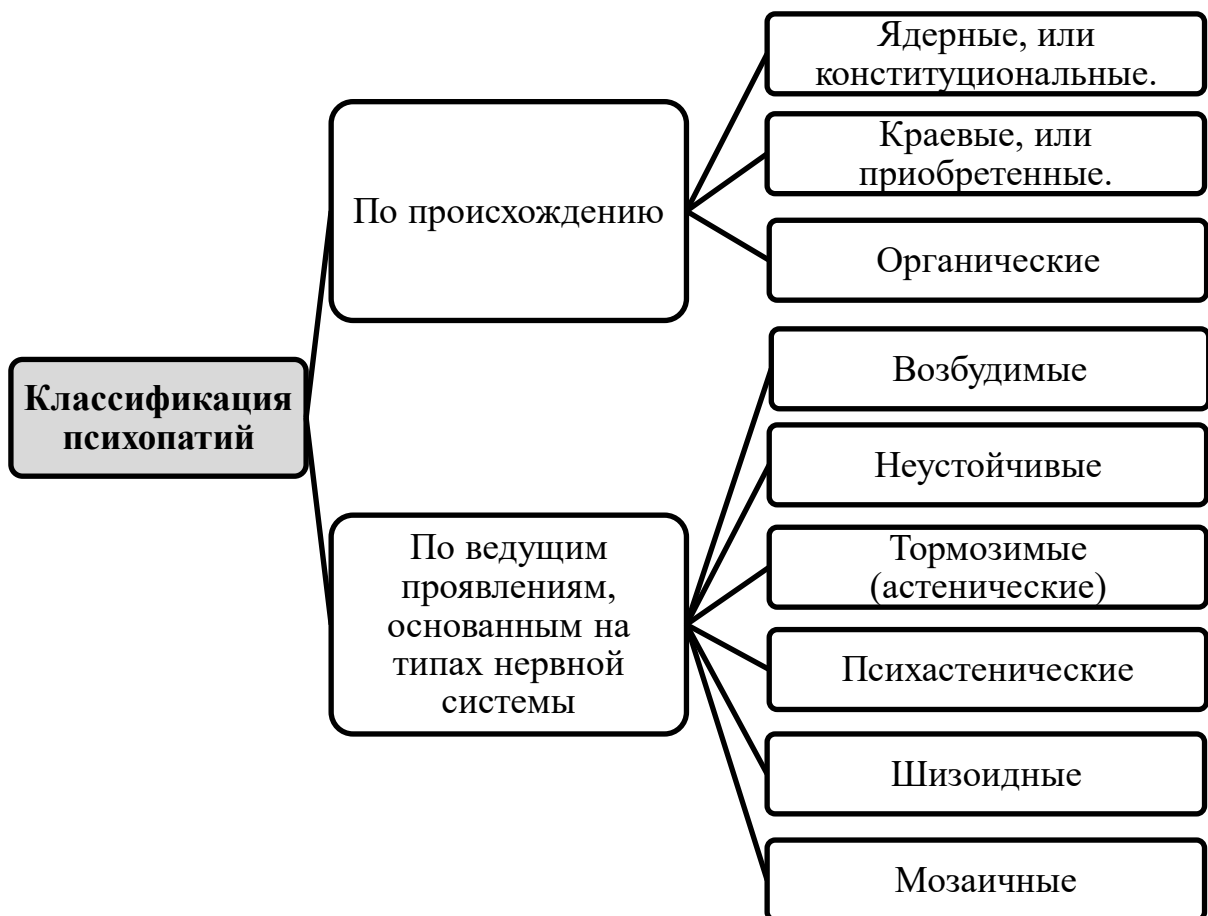 Классификация
психопатий
По происхождению
Ядерные, или
конституциональные.
Краевые, или
приобретенные.
Органические
По ведущим
проявлениям,
основанным на
типах нервной
системы
Возбудимые
Неустойчивые
Тормозимые
(астенические)
Психастенические
Шизоидные
Мозаичные